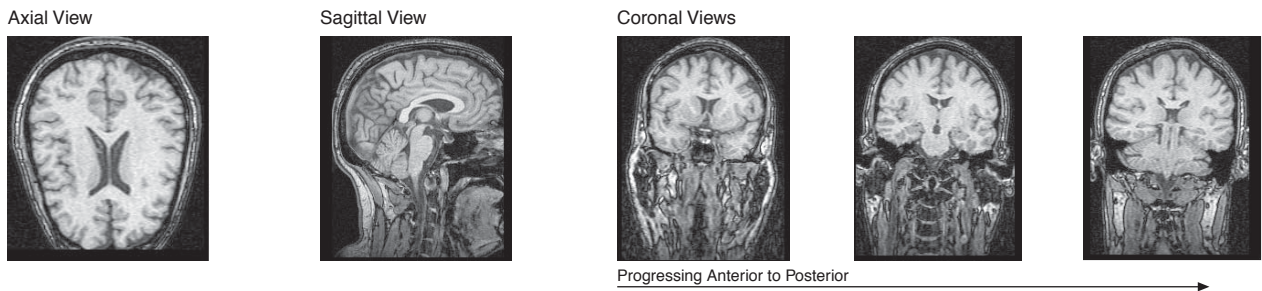 Axial View
Sagittal View
Coronal Views
Progressing Anterior to Posterior